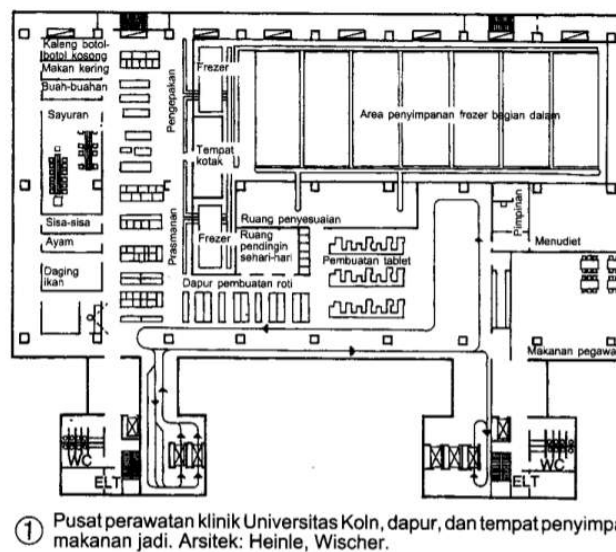 Kaleng botol-
botol kosong
Makan kering
Buah-buahan
Sayuran
Sisa-sisa
Ayam
Daging
ikan
Pengepakan
Prasmanan
Frezer
Tempat
kotak
Frezer
Area penyimpanan frezer bagian dalam
Ruang penyesuaian
Ruang
pendingin
sehari-hari
Pembuatan tablet
Dapur pembuatan roti
Pimpinan
Menudiet
Makanan pegawa
WC
ELT
ELT
WC
1 Pusat perawatan klinik Universitas Koln, dapur, dan tempat penyimpa
makanan jadi. Arsitek: Heinle, Wischer.